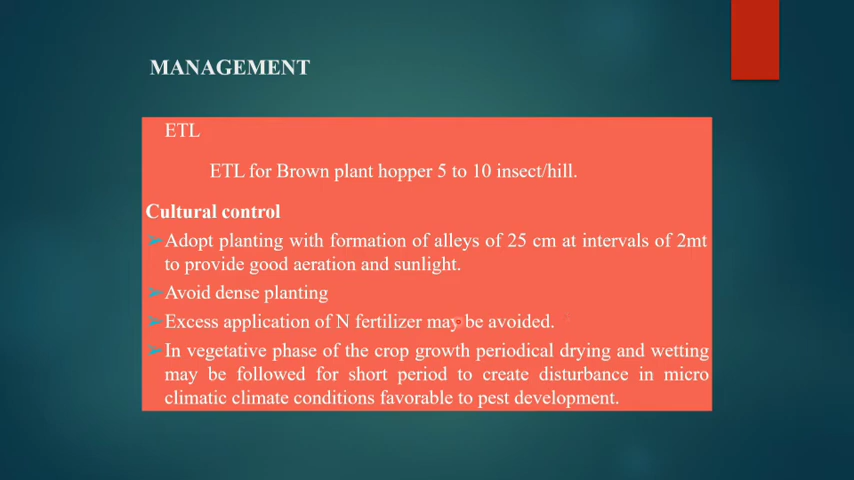 MANAGEMENT
ETL
ETL for Brown plant hopper 5 to 10 insect/hill.
Cultural control
➢Adopt planting with formation of alleys of 25 cm at intervals of 2mt
to provide good aeration and sunlight.
➢Avoid dense planting
➢Excess application of N fertilizer may be avoided.
➢In vegetative phase of the crop growth periodical drying and wetting
may be followed for short period to create disturbance in micro
climatic climate conditions favorable to pest development.